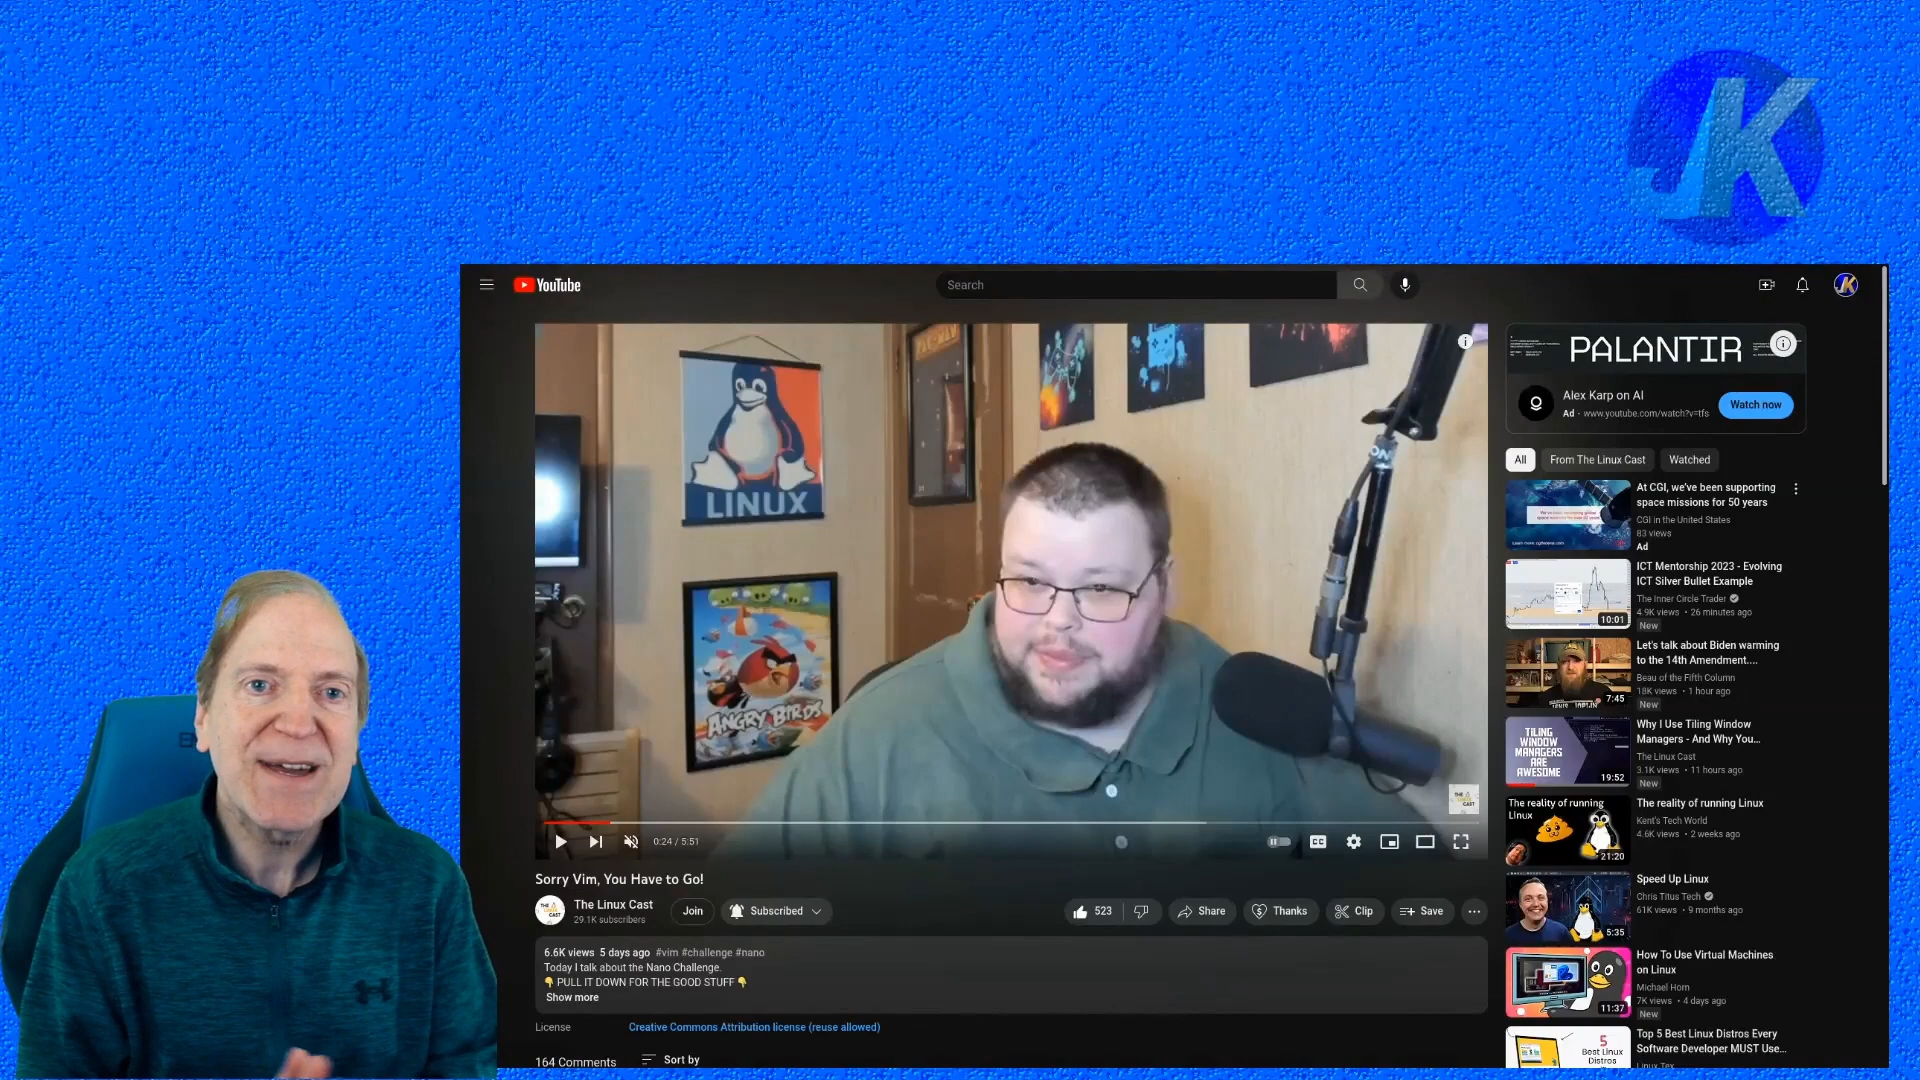 JK
YouTube
Search
JK
LINUX
ANGRY BIRDS
ON
THE
CAST
0:24 / 5:51
Sorry Vim, You Have to Go!
The Linux Cast
29.1K subscribers
Join
Subscribed
523
Share
Thanks
Clip
Save
6.6K views 5 days ago #vim #challenge #nano
Today I talk about the Nano Challenge.
👇 PULL IT DOWN FOR THE GOOD STUFF 👇
Show more
License
Creative Commons Attribution license (reuse allowed)
164 Comments
Sort by
PALANTIR
Alex Karp on AI
Ad · www.youtube.com/watch?v=tfs
Watch now
All
From The Linux Cast
Watched
At CGI, we've been supporting
space missions for 50 years
CGI in the United States
83 views
Ad
10:01
ICT Mentorship 2023 - Evolving
ICT Silver Bullet Example
The Inner Circle Trader
4.9K views • 26 minutes ago
New
7:45
Let's talk about Biden warming
to the 14th Amendment....
Beau of the Fifth Column
18K views • 1 hour ago
New
TILING
WINDOW
MANAGERS
ARE
AWESOME
19:52
Why I Use Tiling Window
Managers - And Why You...
The Linux Cast
3.1K views • 11 hours ago
New
The reality of running
Linux
21:20
The reality of running Linux
Kent's Tech World
4.6K views • 2 weeks ago
5:35
Speed Up Linux
Chris Titus Tech
61K views • 9 months ago
11:37
How To Use Virtual Machines
on Linux
Michael Horn
7K views • 4 days ago
New
5
Best Linux
Distros
Top 5 Best Linux Distros Every
Software Developer MUST Use...
Linux Tex